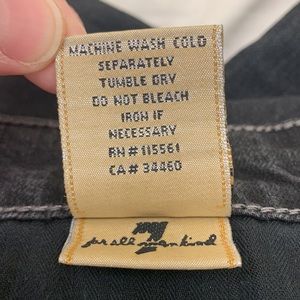 MACHINE WASH COLD
SEPARATELY
TUMBLE DRY
DO NOT BLEACH
IRON IF
NECESSARY
RN# 115561
CA# 34460
7
for all mankind